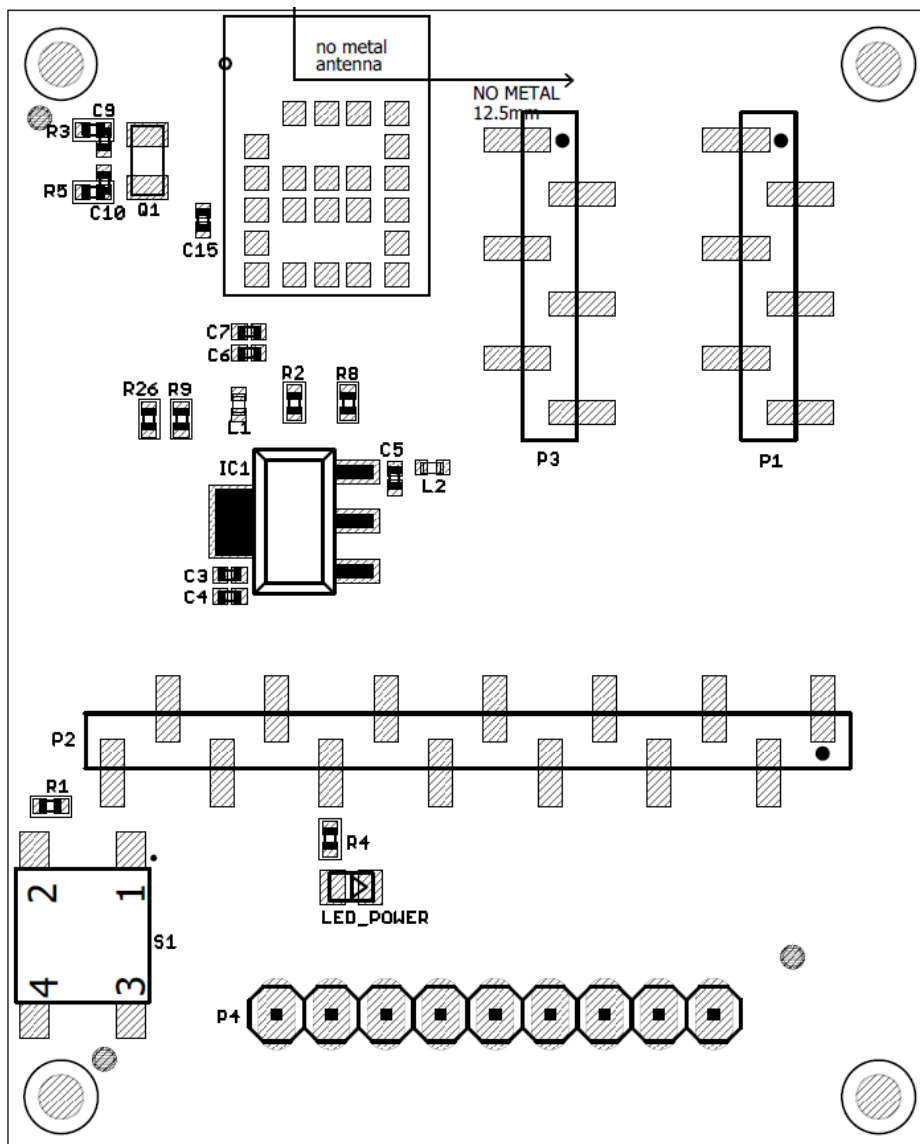 no metal
antenna
NO METAL
12.5mm
C9
R3
R5
C10
Q1
C15
C7
C6
R2
R8
R26
R9
L1
IC1
C5
L2
P3
P1
C3
C4
P2
R1
R4
2
1
LED_POWER
S1
4
3
P4